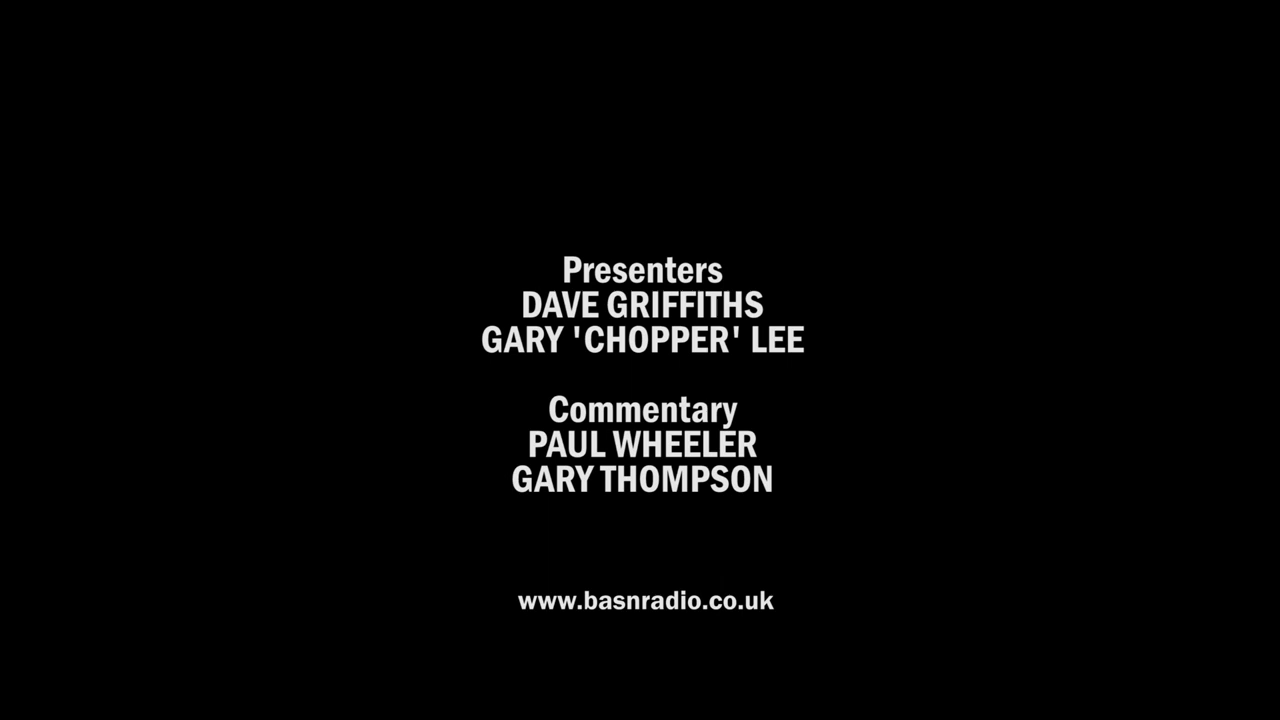 Presenters
DAVE GRIFFITHS
GARY 'CHOPPER' LEE
Commentary
PAUL WHEELER
GARY THOMPSON
www.basnradio.co.uk